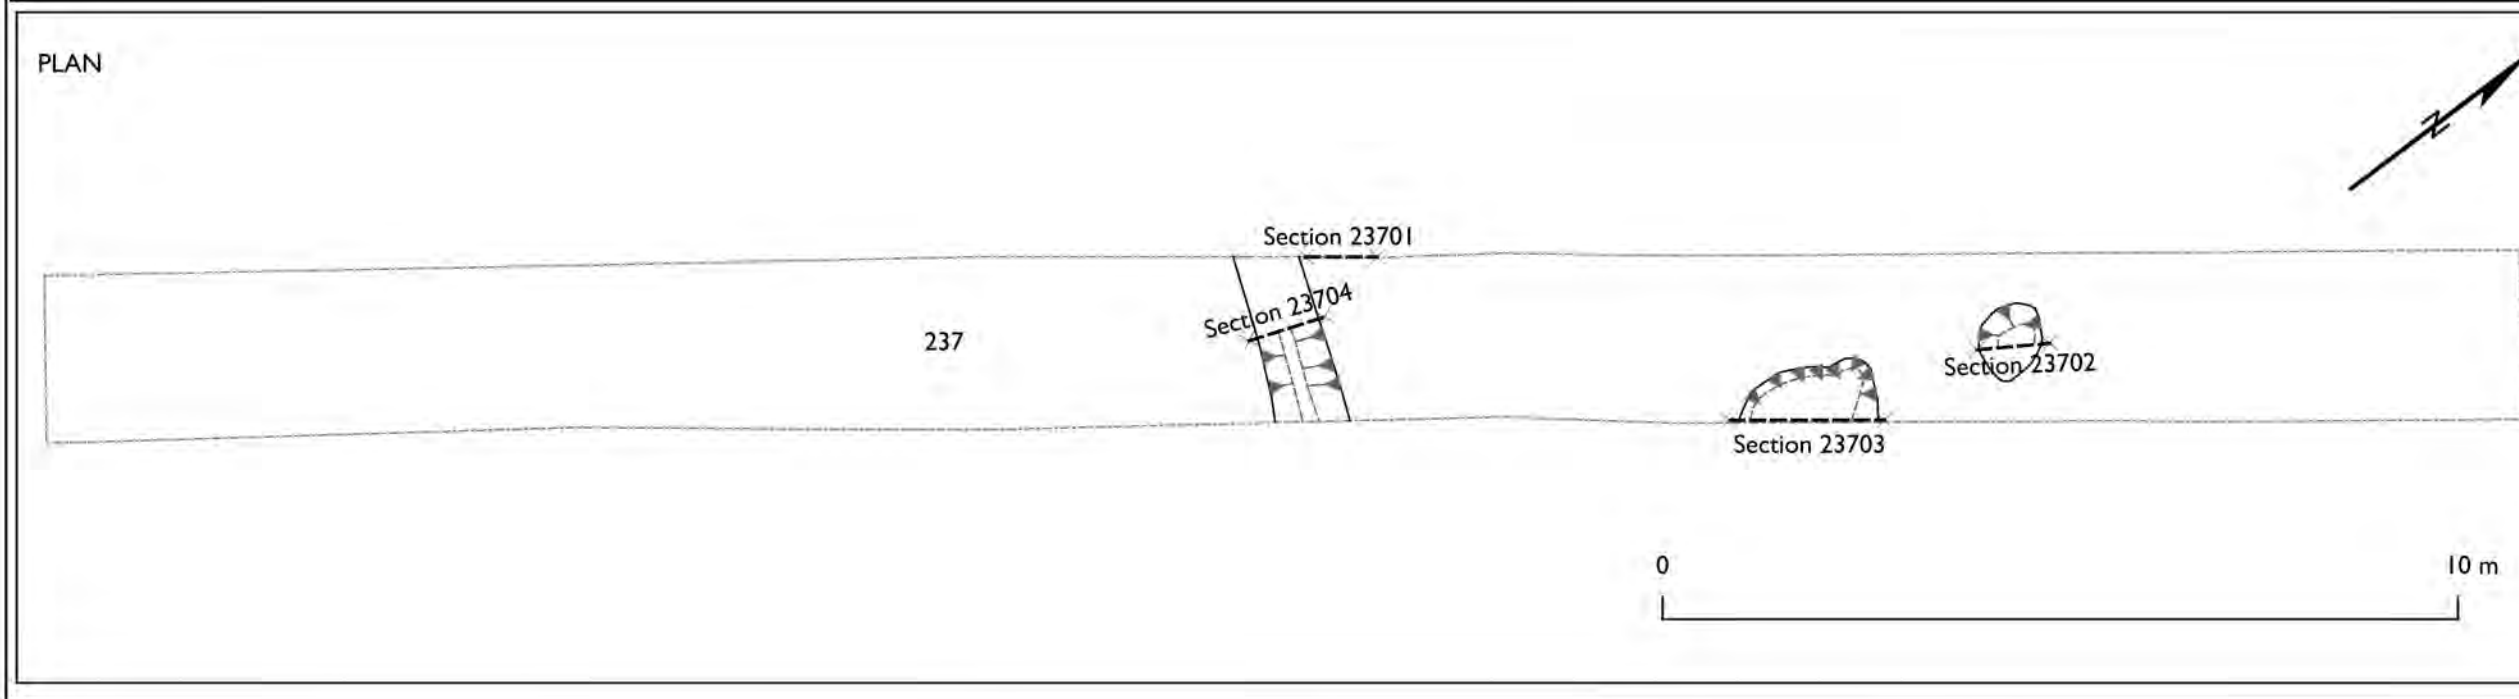 PLAN
N
Section 23701
Section 23704
237
Section 23702
Section 23703
0 10 m